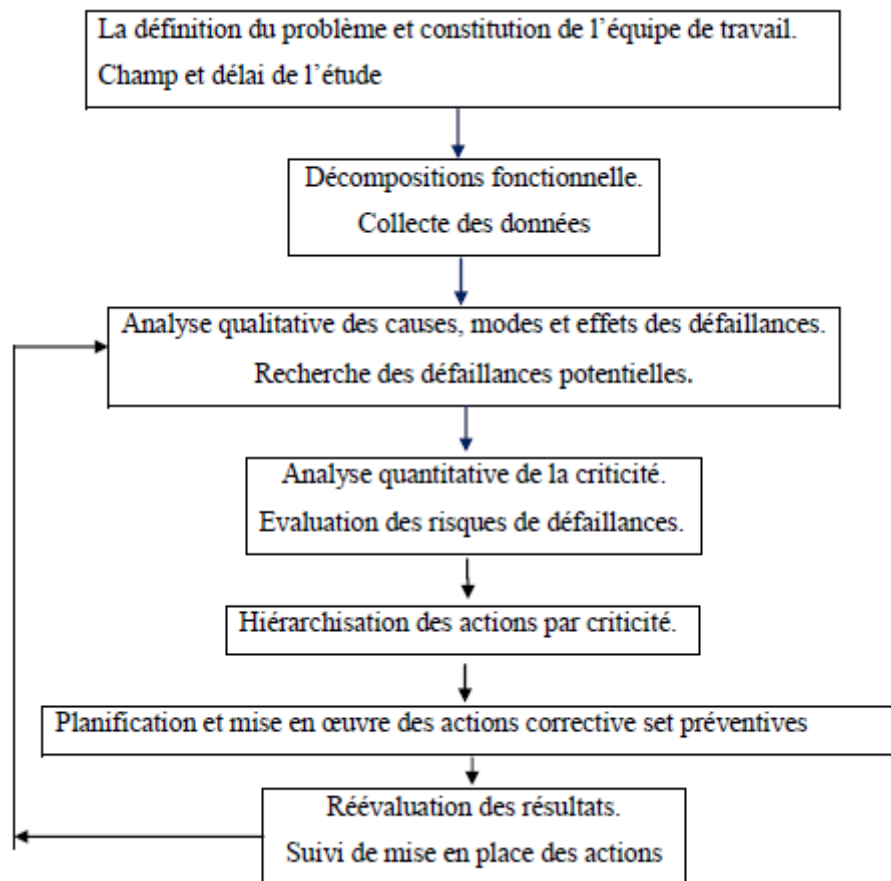 La définition du problème et constitution de l’équipe de travail.
Champ et délai de l’étude
Décompositions fonctionnelle.
Collecte des données
Analyse qualitative des causes, modes et effets des défaillances.
Recherche des défaillances potentielles.
Analyse quantitative de la criticité.
Evaluation des risques de défaillances.
Hiérarchisation des actions par criticité.
Planification et mise en œuvre des actions corrective set préventives
Réévaluation des résultats.
Suivi de mise en place des actions